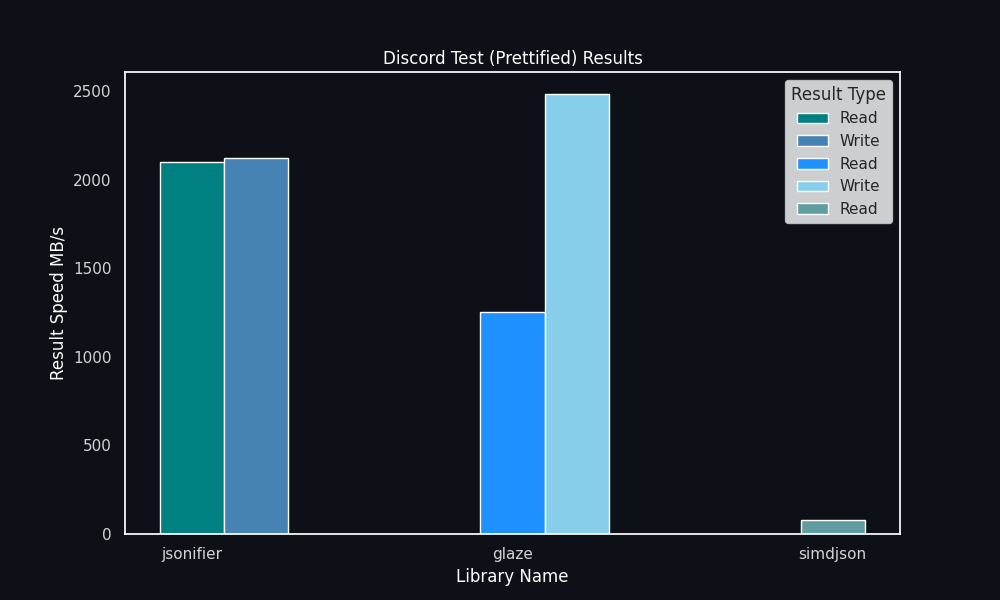 Discord Test (Prettified) Results
Result Type
Read
Write
Read
Write
Read
Result Speed MB/s
2500
2000
1500
1000
500
0
jsonifier
glaze
simdjson
Library Name